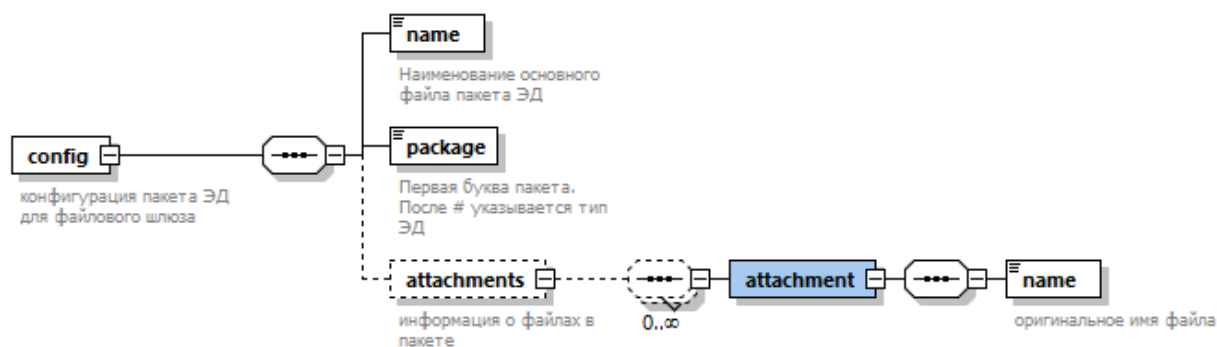 name
Наименование основного
файла пакета ЭД
config
конфигурация пакета ЭД
для файлового шлюза
package
Первая буква пакета.
После # указывается тип
ЭД
attachments
информация о файлах в
пакете
0..∞
attachment
name
оригинальное имя файла